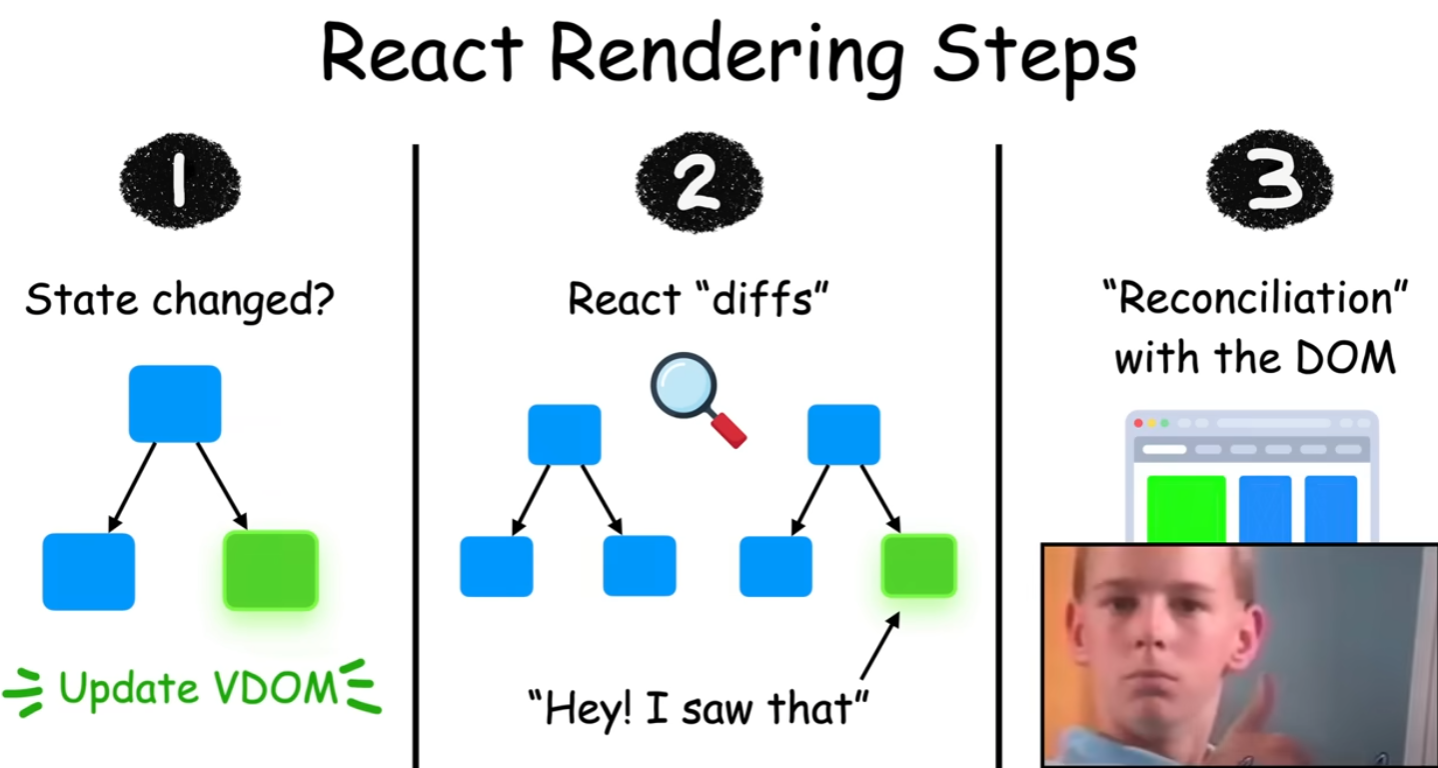 React Rendering Steps
1
State changed?
Update VDOM
2
React “diffs”
“Hey! I saw that”
3
“Reconciliation”
with the DOM